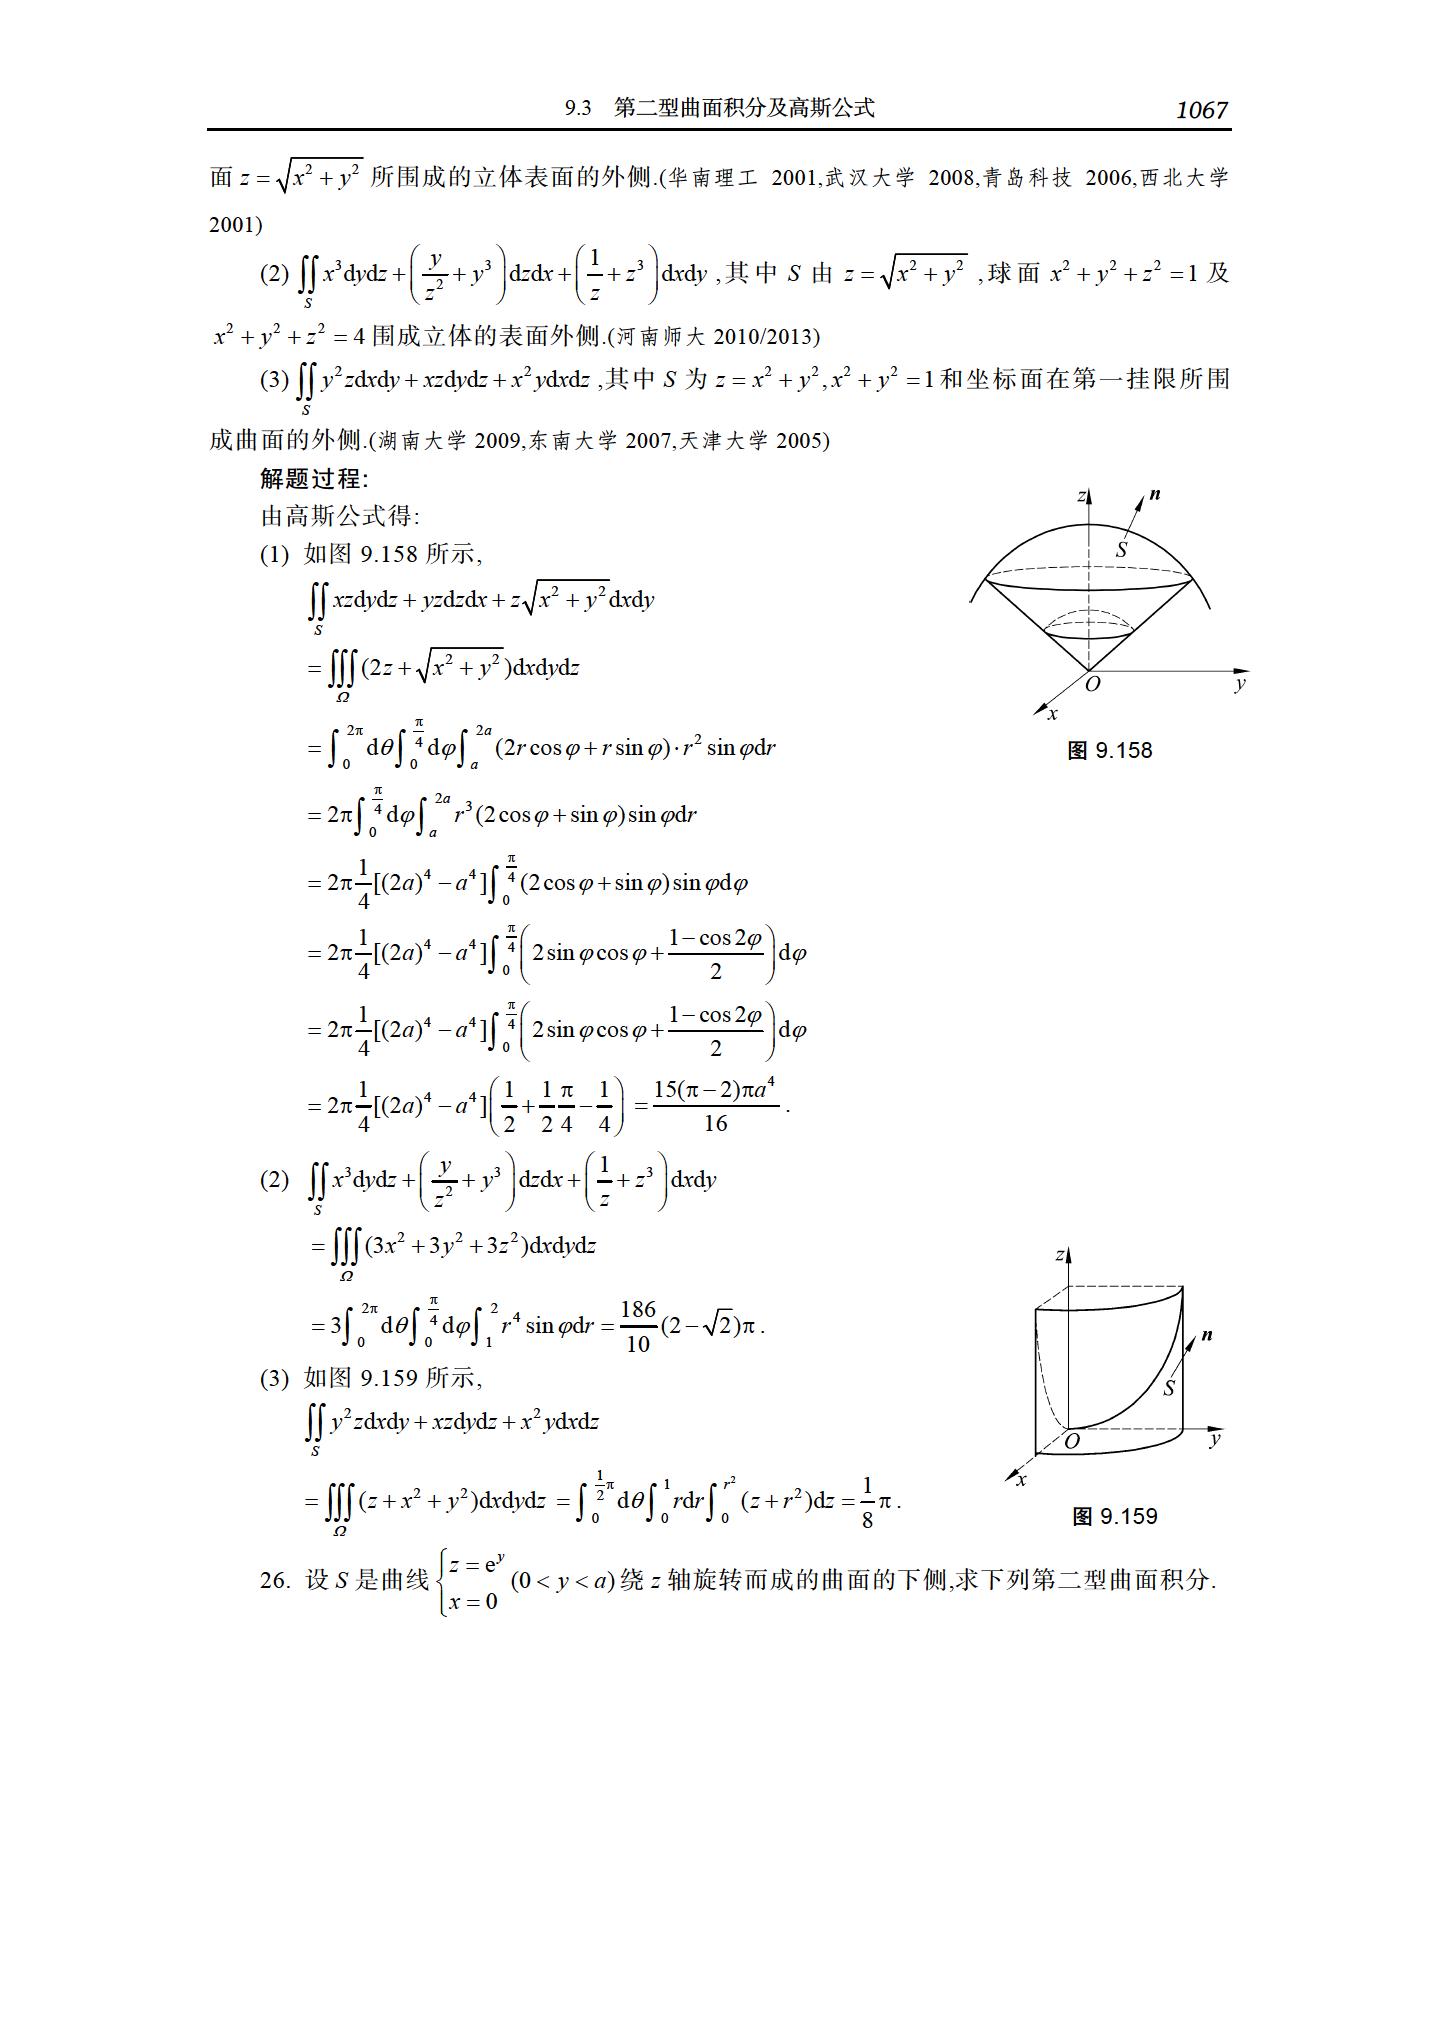 9.3 第二型曲面积分及高斯公式 1067
面 $z=\sqrt{x^2+y^2}$ 所围成的立体表面的外侧.(华南理工 2001,武汉大学 2008,青岛科技 2006,西北大学
2001)
(2) $\iint\limits_S x^3\mathrm{d}y\mathrm{d}z+\left(\frac{y}{z^2}+y^3\right)\mathrm{d}z\mathrm{d}x+\left(\frac{1}{z}+z^3\right)\mathrm{d}x\mathrm{d}y$ ,其中 S 由 $z=\sqrt{x^2+y^2}$ ,球面 $x^2+y^2+z^2=1$ 及
$x^2+y^2+z^2=4$ 围成立体的表面外侧.(河南师大 2010/2013)
(3) $\iint\limits_S y^2z\mathrm{d}x\mathrm{d}y+xz\mathrm{d}y\mathrm{d}z+x^2y\mathrm{d}x\mathrm{d}z$ ,其中 S 为 $z=x^2+y^2,x^2+y^2=1$ 和坐标面在第一挂限所围
成曲面的外侧.(湖南大学 2009,东南大学 2007,天津大学 2005)
解题过程:
由高斯公式得:
(1) 如图 9.158 所示,
$\iint\limits_S xz\mathrm{d}y\mathrm{d}z+yz\mathrm{d}z\mathrm{d}x+z\sqrt{x^2+y^2}\mathrm{d}x\mathrm{d}y$
$=\iiint\limits_\Omega (2z+\sqrt{x^2+y^2})\mathrm{d}x\mathrm{d}y\mathrm{d}z$
$=\int_0^{2\pi}\mathrm{d}\theta\int_0^{\frac{\pi}{4}}\mathrm{d}\varphi\int_a^{2a}(2r\cos\varphi+r\sin\varphi)\cdot r^2\sin\varphi\mathrm{d}r$
$=2\pi\int_0^{\frac{\pi}{4}}\mathrm{d}\varphi\int_a^{2a}r^3(2\cos\varphi+\sin\varphi)\sin\varphi\mathrm{d}r$
$=2\pi\frac{1}{4}[(2a)^4-a^4]\int_0^{\frac{\pi}{4}}(2\cos\varphi+\sin\varphi)\sin\varphi\mathrm{d}\varphi$
$=2\pi\frac{1}{4}[(2a)^4-a^4]\int_0^{\frac{\pi}{4}}\left(2\sin\varphi\cos\varphi+\frac{1-\cos2\varphi}{2}\right)\mathrm{d}\varphi$
$=2\pi\frac{1}{4}[(2a)^4-a^4]\int_0^{\frac{\pi}{4}}\left(2\sin\varphi\cos\varphi+\frac{1-\cos2\varphi}{2}\right)\mathrm{d}\varphi$
$=2\pi\frac{1}{4}[(2a)^4-a^4]\left(\frac{1}{2}+\frac{1}{2}\frac{\pi}{4}-\frac{1}{4}\right)=\frac{15(\pi-2)\pi a^4}{16}.$
z
n
S
O
y
x
图 9.158
(2) $\iint\limits_S x^3\mathrm{d}y\mathrm{d}z+\left(\frac{y}{z^2}+y^3\right)\mathrm{d}z\mathrm{d}x+\left(\frac{1}{z}+z^3\right)\mathrm{d}x\mathrm{d}y$
$=\iiint\limits_\Omega (3x^2+3y^2+3z^2)\mathrm{d}x\mathrm{d}y\mathrm{d}z$
$=3\int_0^{2\pi}\mathrm{d}\theta\int_0^{\frac{\pi}{4}}\mathrm{d}\varphi\int_1^2 r^4\sin\varphi\mathrm{d}r=\frac{186}{10}(2-\sqrt{2})\pi.$
(3) 如图 9.159 所示,
$\iint\limits_S y^2z\mathrm{d}x\mathrm{d}y+xz\mathrm{d}y\mathrm{d}z+x^2y\mathrm{d}x\mathrm{d}z$
$=\iiint\limits_\Omega (z+x^2+y^2)\mathrm{d}x\mathrm{d}y\mathrm{d}z=\int_0^{\frac{1}{2}\pi}\mathrm{d}\theta\int_0^1 r\mathrm{d}r\int_0^{r^2}(z+r^2)\mathrm{d}z=\frac{1}{8}\pi.$
z
n
S
O
y
x
图 9.159
26. 设 S 是曲线 $\begin{cases}z=\mathrm{e}^y\\x=0\end{cases}(0<y<a)$ 绕 z 轴旋转而成的曲面的下侧,求下列第二型曲面积分.